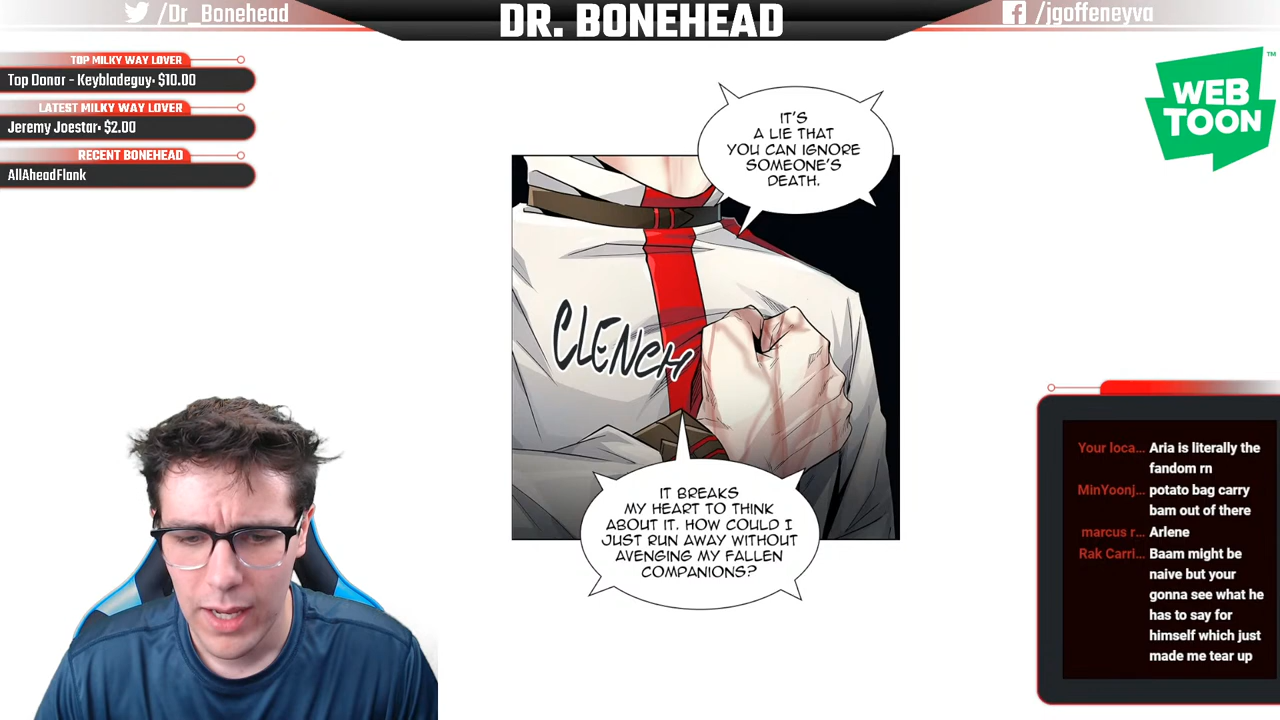 /Dr_Bonehead
DR. BONEHEAD
/jgoffeneyva
TOP MILKY WAY LOVER
Top Donor - Keybladeguy: $10.00
LATEST MILKY WAY LOVER
Jeremy Joestar: $2.00
RECENT BONEHEAD
AllAheadFlank
WEB
TOON
TM
IT'S
A LIE THAT
YOU CAN IGNORE
SOMEONE'S
DEATH.
CLENCH
IT BREAKS
MY HEART TO THINK
ABOUT IT. HOW COULD I
JUST RUN AWAY WITHOUT
AVENGING MY FALLEN
COMPANIONS?
Your loca... Aria is literally the
fandom rn
MinYoonj... potato bag carry
bam out of there
marcus r... Arlene
Rak Carri... Baam might be
naive but your
gonna see what he
has to say for
himself which just
made me tear up